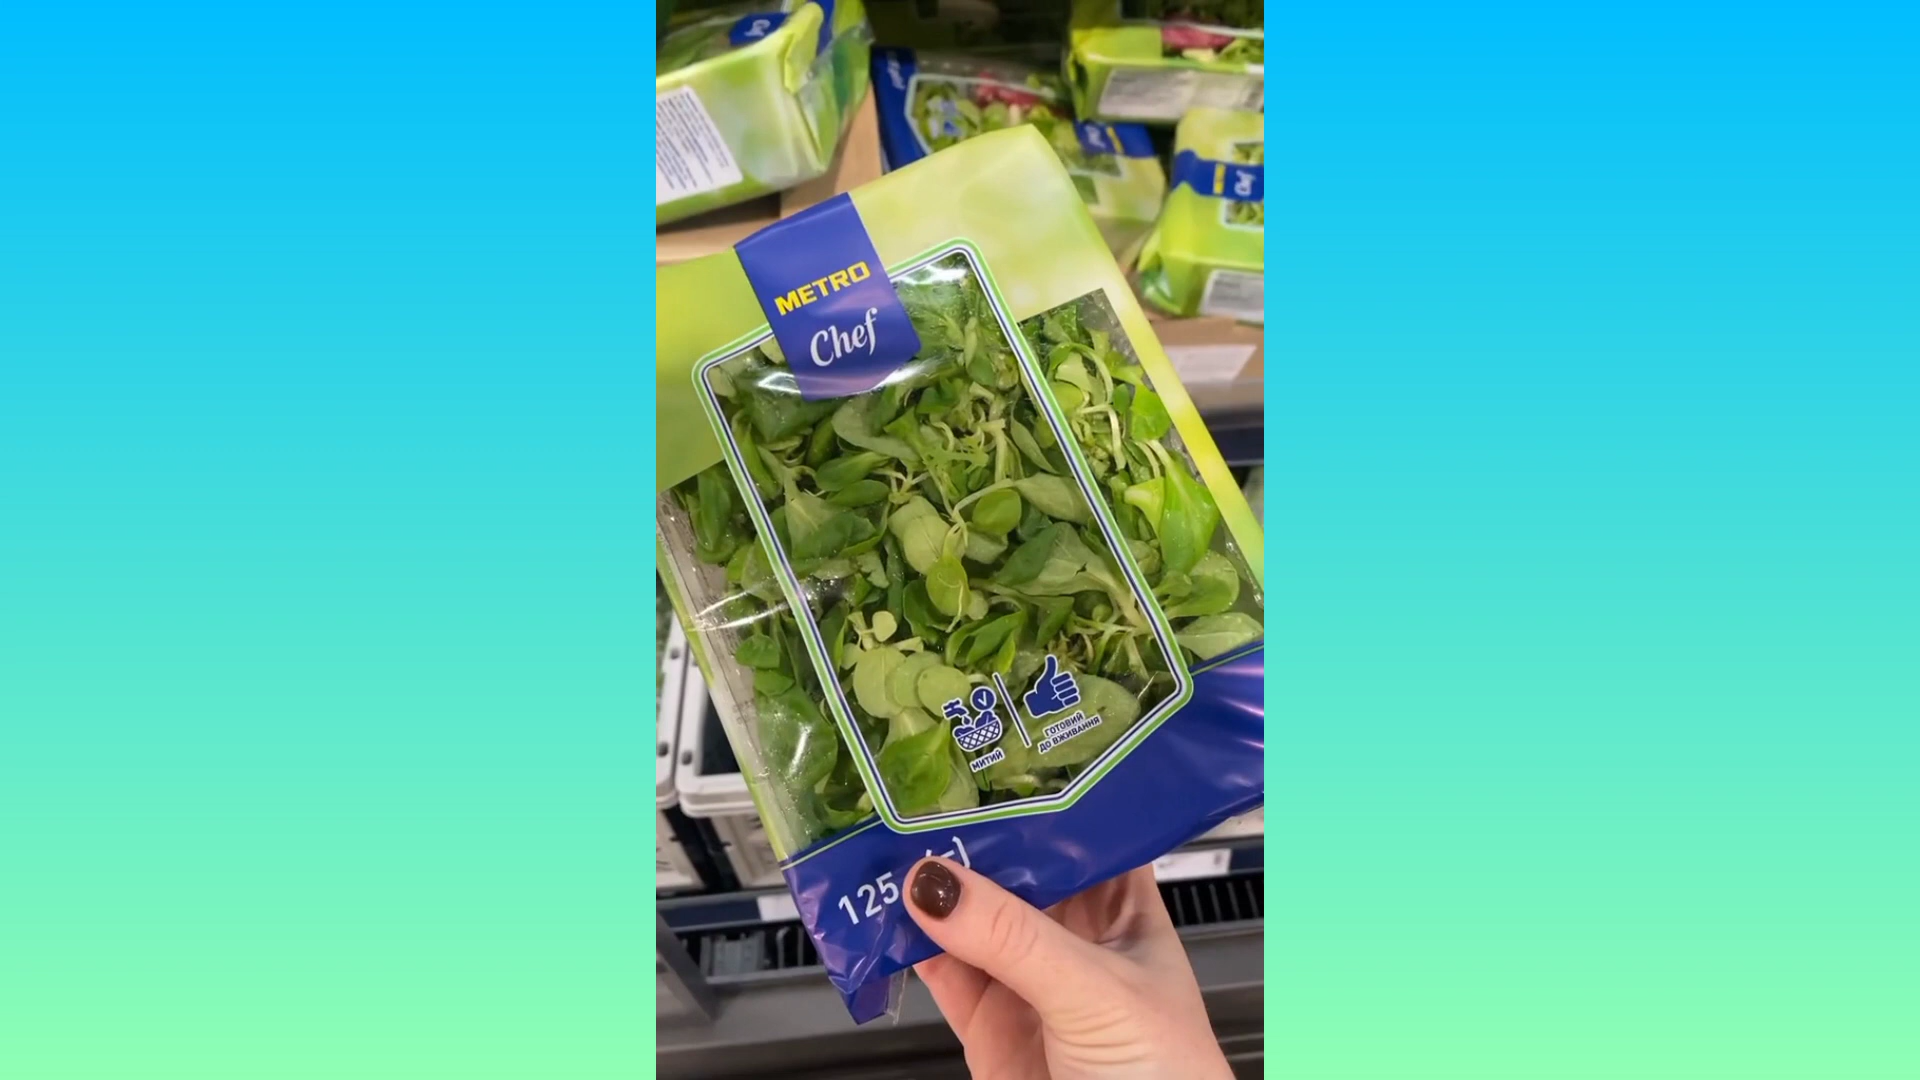 METRO
Chef
МИТИЙ
ГОТОВИЙ
ДО ВЖИВАННЯ
125